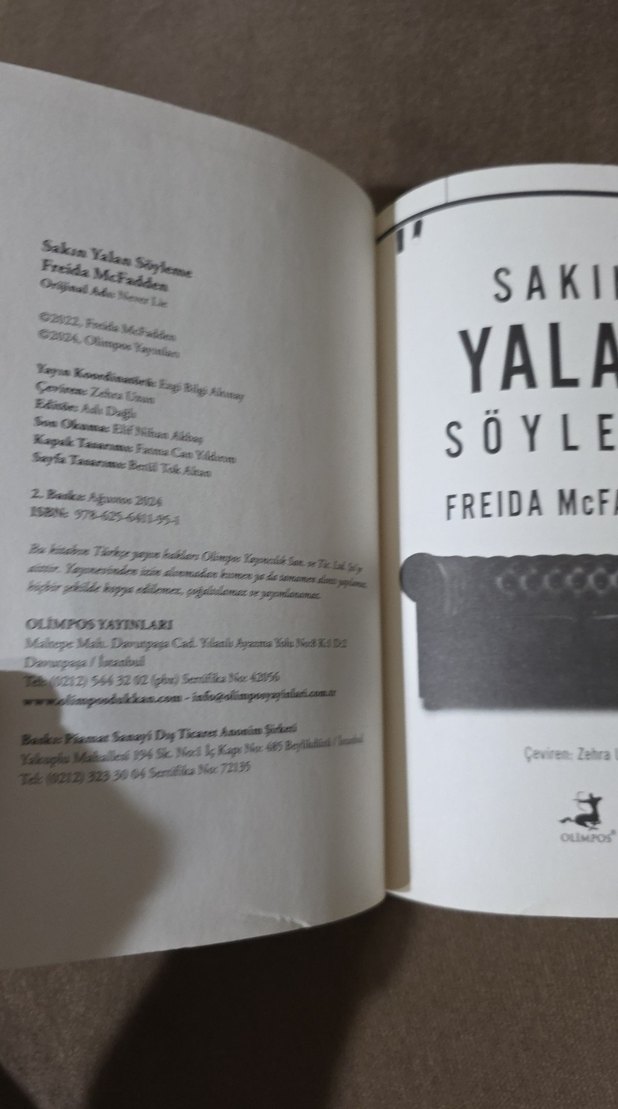 Sakın Yalan Söyleme
Freida McFadden
Orijinal Adı: Never Lie
©2022, Freida McFadden
©2024, Olimpos Yayınları
Yayın Koordinatörü: Ezgi Bilgi
Çeviren: Zehra
Editör: Aslı Dağlı
Son Okuma: Elif Nihan Akbaş
Kapak Tasarımı: Fatma Can Yıldırım
Sayfa Tasarımı: Betül Tok
2. Baskı: Ağustos 2024
ISBN: 978-625-6411-95-1
Bu kitabın Türkçe yayın hakları Olimpos Yayıncılık San. ve Tic. Ltd. Şti'ye
aittir. Yayınevinden izin alınmadan kısmen ya da tamamen alıntı yapılamaz,
hiçbir şekilde kopya edilemez, çoğaltılamaz ve yayımlanamaz.
OLİMPOS YAYINLARI
Maltepe Mah. Davutpaşa Cad. Yılanlı Ayazma Yolu No:8 K:1 D:2
Davutpaşa / İstanbul
Tel: (0212) 544 32 02 (pbx) Sertifika No: 42056
www.olimposdukkan.com - info@olimposyayinlari.com.tr
Baskı: Piamat Sanayi Dış Ticaret Anonim Şirketi
Yakuplu Mahallesi 194 Sk. No:1 İç Kapı No: 465 Beylikdüzü / İstanbul
Tel: (0212) 323 30 04 Sertifika No: 72135
SAKI
YALA
SÖYLE
FREIDA McFA
Çeviren: Zehra
OLİMPOS®